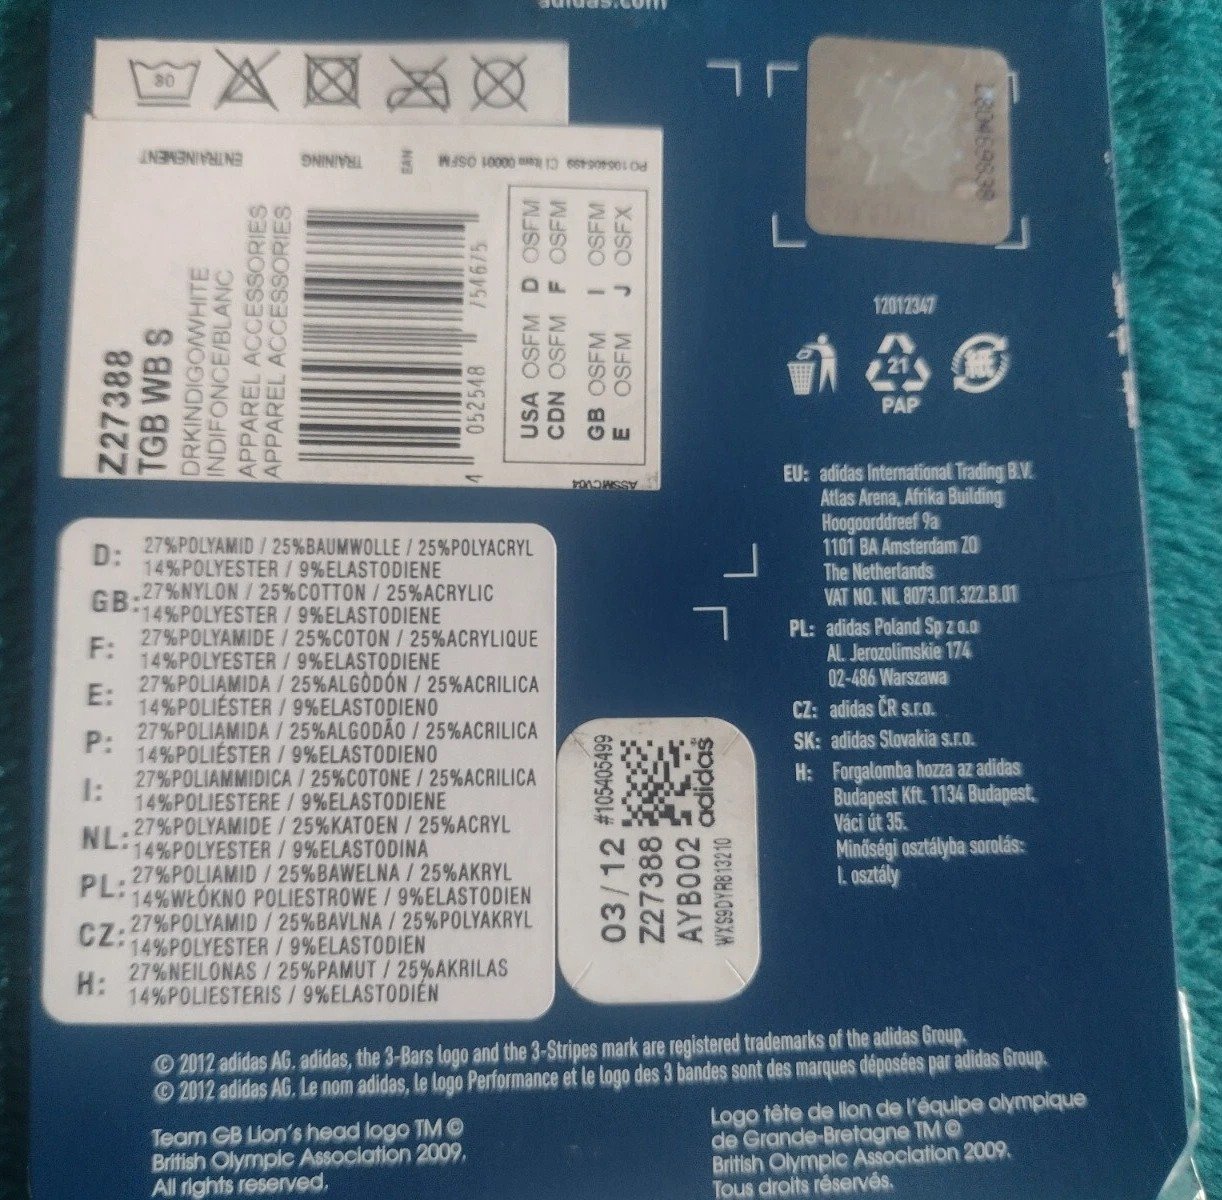 adidas.com
30
ENTRAINEMENT TRAINING BAN PO 105405499 CI Item 00001 OSFM
Z27388
TGB WB S
DRKINDIGO/WHITE
INDIFONCE/BLANC
APPAREL ACCESSORIES
APPAREL ACCESSORIES
4 052548 754675
USA OSFM D OSFM
CDN OSFM F OSFM
GB OSFM I OSFM
E OSFM J OSFX
ASSMCV04
12012347
21
PAP
D: 27%POLYAMID / 25%BAUMWOLLE / 25%POLYACRYL
14%POLYESTER / 9%ELASTODIENE
GB: 27%NYLON / 25%COTTON / 25%ACRYLIC
14%POLYESTER / 9%ELASTODIENE
F: 27%POLYAMIDE / 25%COTON / 25%ACRYLIQUE
14%POLYESTER / 9%ELASTODIENE
E: 27%POLIAMIDA / 25%ALGÒDÓN / 25%ACRILICA
14%POLIÉSTER / 9%ELASTODIENO
P: 27%POLIAMIDA / 25%ALGODÃO / 25%ACRILICA
14%POLIÉSTER / 9%ELASTODIENO
I: 27%POLIAMMIDICA / 25%COTONE / 25%ACRILICA
14%POLIESTERE / 9%ELASTODIENE
NL: 27%POLYAMIDE / 25%KATOEN / 25%ACRYL
14%POLYESTER / 9%ELASTODINA
PL: 27%POLIAMID / 25%BAWELNA / 25%AKRYL
14%WŁÓKNO POLIESTROWE / 9%ELASTODIEN
CZ: 27%POLYAMID / 25%BAVLNA / 25%POLYAKRYL
14%POLYESTER / 9%ELASTODIEN
H: 27%NEILONAS / 25%PAMUT / 25%AKRILAS
14%POLIESTERIS / 9%ELASTODIÉN
03 / 12 #105405499
Z27388
AYB002 adidas
WXS9DYR813210
EU: adidas International Trading B.V.
Atlas Arena, Afrika Building
Hoogoorddreef 9a
1101 BA Amsterdam ZO
The Netherlands
VAT NO. NL 8073.01.322.B.01
PL: adidas Poland Sp z o.o
Al. Jerozolimskie 174
02-486 Warszawa
CZ: adidas ČR s.r.o.
SK: adidas Slovakia s.r.o.
H: Forgalomba hozza az adidas
Budapest Kft. 1134 Budapest,
Váci út 35.
Minőségi osztályba sorolás:
I. osztály
© 2012 adidas AG. adidas, the 3-Bars logo and the 3-Stripes mark are registered trademarks of the adidas Group.
© 2012 adidas AG. Le nom adidas, le logo Performance et le logo des 3 bandes sont des marques déposées par adidas Group.
Team GB Lion's head logo TM ©
British Olympic Association 2009.
All rights reserved.
Logo tête de lion de l'équipe olympique
de Grande-Bretagne TM ©
British Olympic Association 2009.
Tous droits réservés.